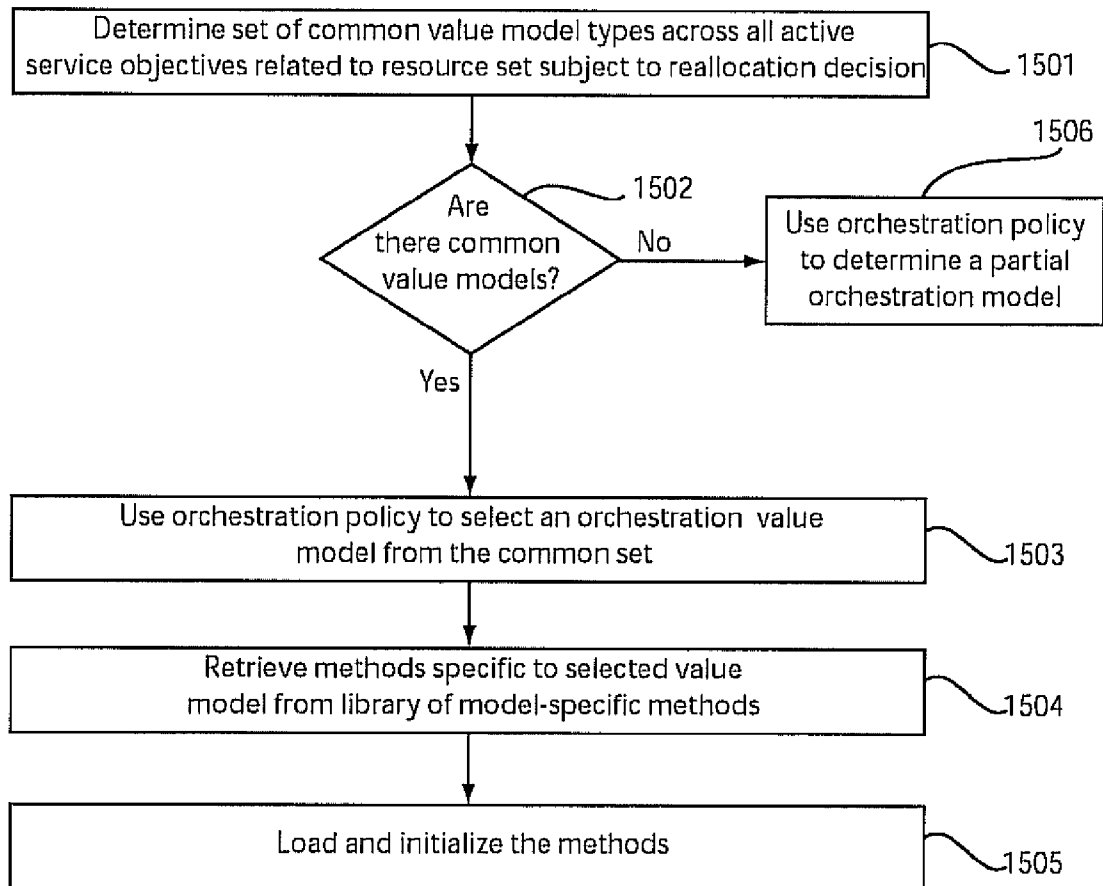 Determine set of common value model types across all active
service objectives related to resource set subject to reallocation decision
1501
1506
1502
Are
there common
value models?
No
Use orchestration policy
to determine a partial
orchestration model
Yes
Use orchestration value policy to select an orchestration value
model from the common set
1503
Retrieve methods specific to selected value
model from library of model-specific methods
1504
Load and initialize the methods
1505